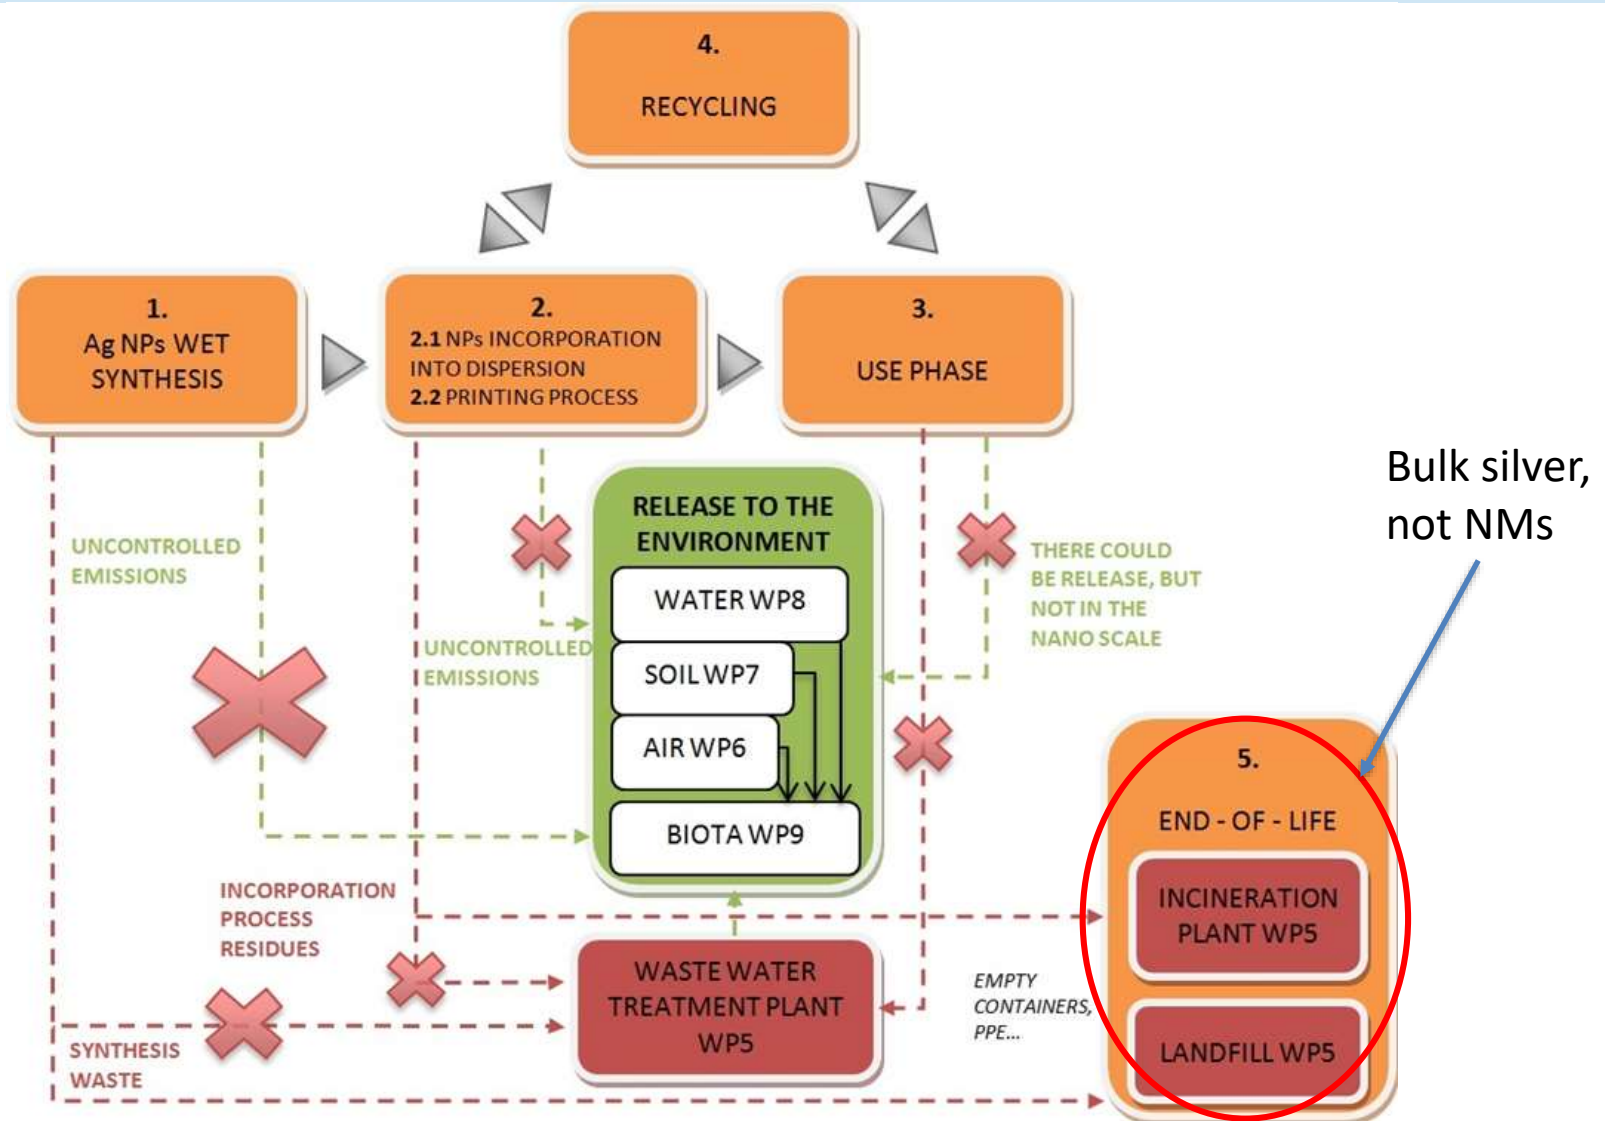 4.
RECYCLING
1.
Ag NPs WET
SYNTHESIS
2.
2.1 NPs INCORPORATION
INTO DISPERSION
2.2 PRINTING PROCESS
3.
USE PHASE
Bulk silver,
not NMs
UNCONTROLLED
EMISSIONS
UNCONTROLLED
EMISSIONS
RELEASE TO THE
ENVIRONMENT
WATER WP8
SOIL WP7
AIR WP6
BIOTA WP9
THERE COULD
BE RELEASE, BUT
NOT IN THE
NANO SCALE
5.
END - OF - LIFE
INCINERATION
PLANT WP5
LANDFILL WP5
INCORPORATION
PROCESS
RESIDUES
WASTE WATER
TREATMENT PLANT
WP5
EMPTY
CONTAINERS,
PPE...
SYNTHESIS
WASTE